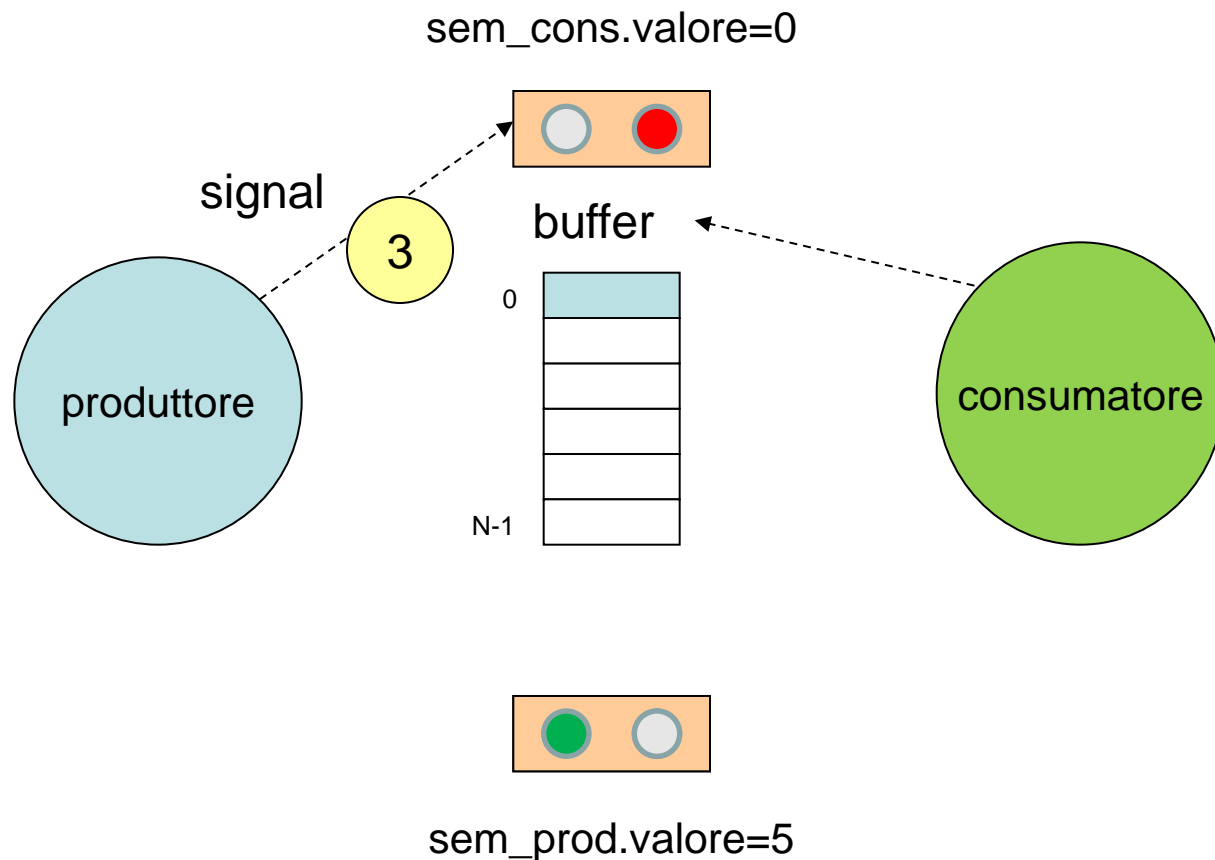 sem_cons.valore=0
signal
buffer
3
0
produttore
consumatore
N-1
sem_prod.valore=5